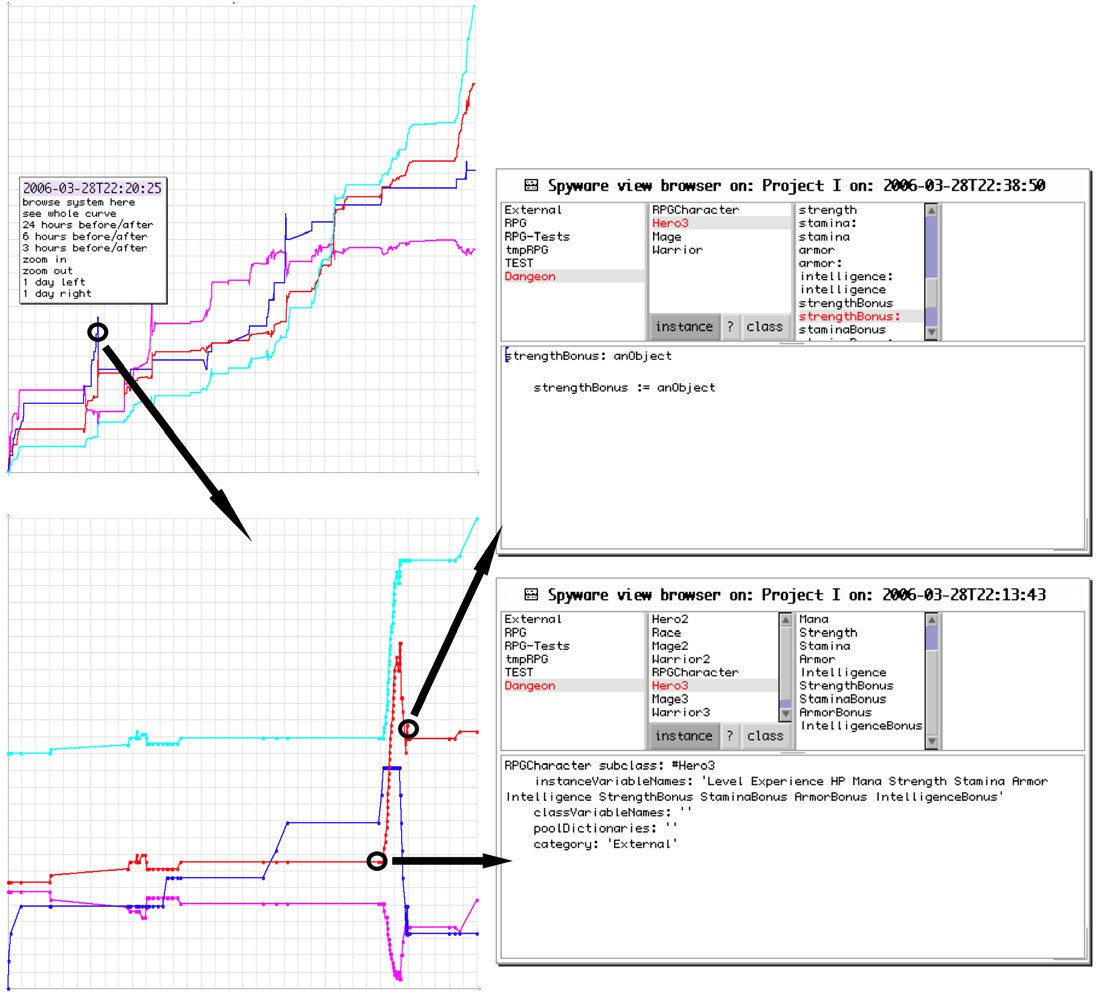 2006-03-28T22:20:25
browse system here
see whole curve
24 hours before/after
6 hours before/after
3 hours before/after
zoom in
zoom out
1 day left
1 day right
Spyware view browser on: Project I on: 2006-03-28T22:38:50
External
RPG
RPG-Tests
tmpRPG
TEST
Dangeon
RPGCharacter
Hero3
Mage
Warrior
instance ? class
strength
stamina:
stamina
armor
armor:
intelligence:
intelligence
strengthBonus
strengthBonus:
staminaBonus
strengthBonus: anObject
strengthBonus := anObject
Spyware view browser on: Project I on: 2006-03-28T22:13:43
External
RPG
RPG-Tests
tmpRPG
TEST
Dangeon
Hero2
Race
Mage2
Warrior2
RPGCharacter
Hero3
Mage3
Warrior3
instance ? class
Mana
Strength
Stamina
Armor
Intelligence
StrengthBonus
StaminaBonus
ArmorBonus
IntelligenceBonus
RPGCharacter subclass: #Hero3
instanceVariableNames: 'Level Experience HP Mana Strength Stamina Armor
Intelligence StrengthBonus StaminaBonus ArmorBonus IntelligenceBonus'
classVariableNames: ''
poolDictionaries: ''
category: 'External'